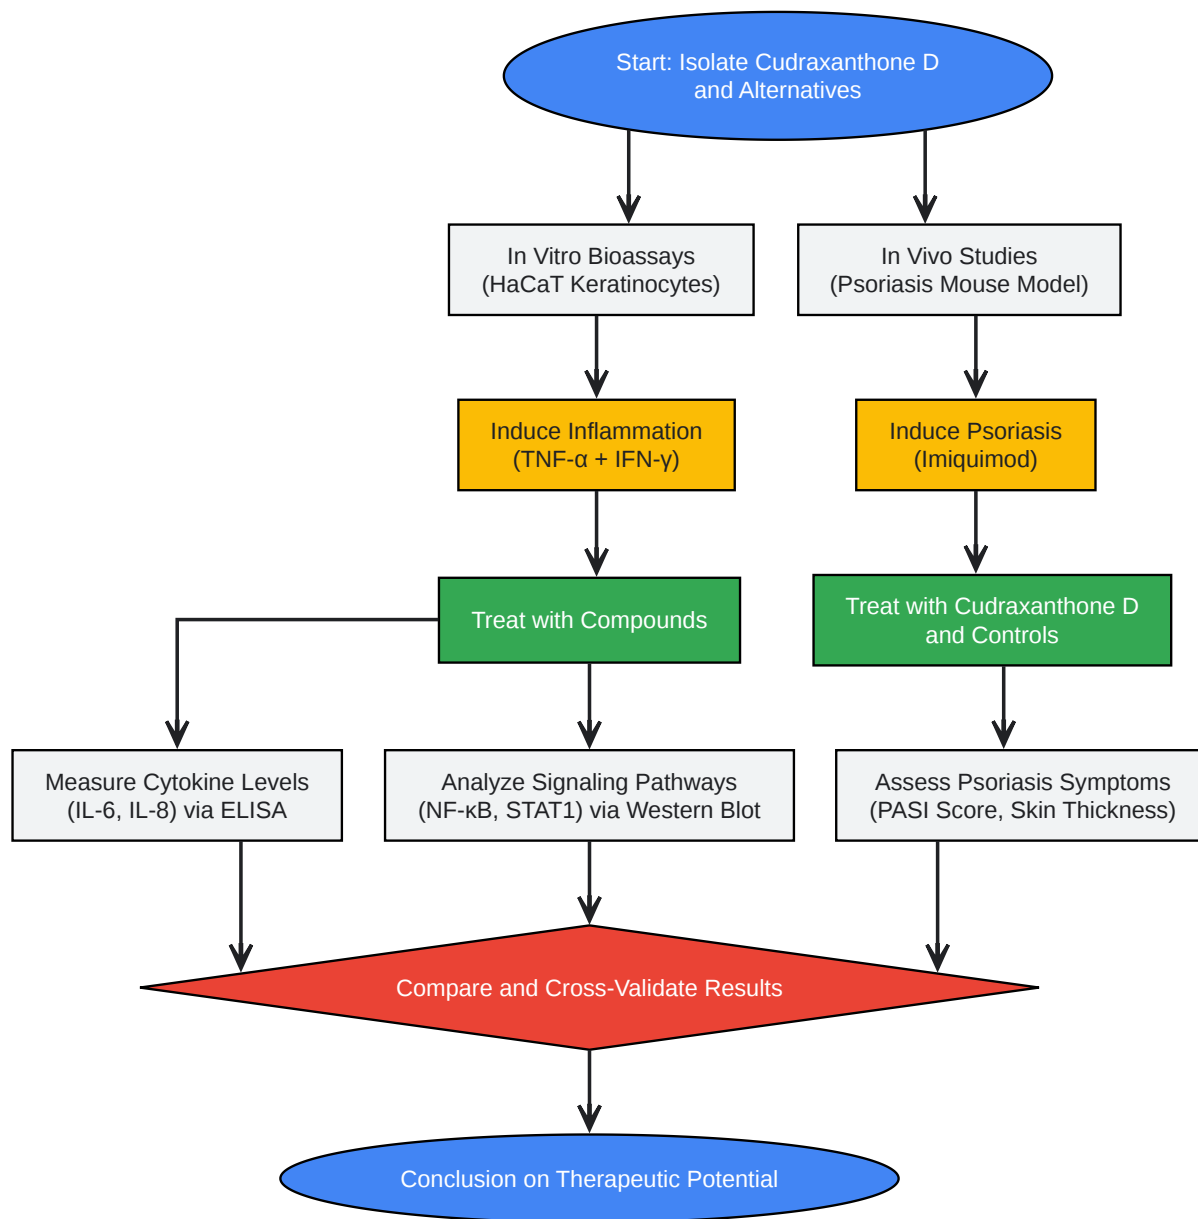 Start: Isolate Cudraxanthone D
and Alternatives
In Vitro Bioassays
(HaCaT Keratinocytes)
In Vivo Studies
(Psoriasis Mouse Model)
Induce Inflammation
(TNF-α + IFN-γ)
Induce Psoriasis
(Imiquimod)
Treat with Compounds
Treat with Cudraxanthone D
and Controls
Measure Cytokine Levels
(IL-6, IL-8) via ELISA
Analyze Signaling Pathways
(NF-κB, STAT1) via Western Blot
Assess Psoriasis Symptoms
(PASI Score, Skin Thickness)
Compare and Cross-Validate Results
Conclusion on Therapeutic Potential